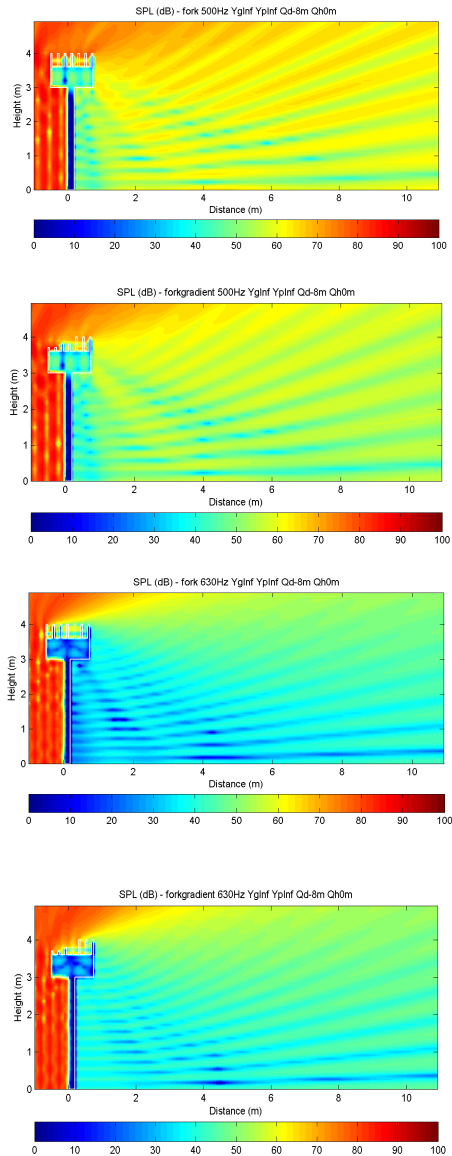 SPL (dB) - fork 500Hz YgInf YpInf Qd-8m Qh0m
Height (m)
4
3
2
1
0
0 2 4 6 8 10
Distance (m)
0 10 20 30 40 50 60 70 80 90 100
SPL (dB) - forkgradient 500Hz YgInf YpInf Qd-8m Qh0m
Height (m)
4
3
2
1
0
0 2 4 6 8 10
Distance (m)
0 10 20 30 40 50 60 70 80 90 100
SPL (dB) - fork 630Hz YgInf YpInf Qd-8m Qh0m
Height (m)
4
3
2
1
0
0 2 4 6 8 10
Distance (m)
0 10 20 30 40 50 60 70 80 90 100
SPL (dB) - forkgradient 630Hz YgInf YpInf Qd-8m Qh0m
Height (m)
4
3
2
1
0
0 2 4 6 8 10
Distance (m)
0 10 20 30 40 50 60 70 80 90 100